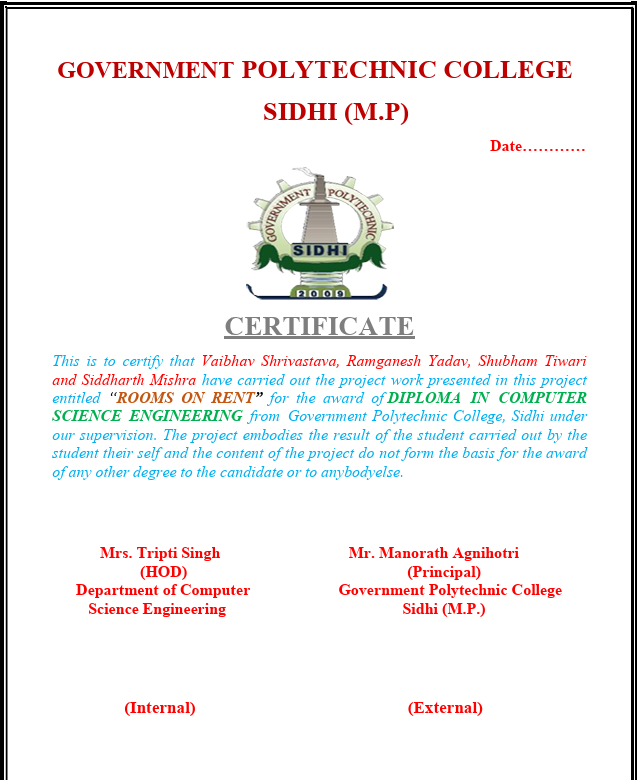 GOVERNMENT POLYTECHNIC COLLEGE
SIDHI (M.P)
Date…………
GOVERNMENT POLYTECHNIC
SIDHI
2009
CERTIFICATE
This is to certify that Vaibhav Shrivastava, Ramganesh Yadav, Shubham Tiwari
and Siddharth Mishra have carried out the project work presented in this project
entitled “ROOMS ON RENT” for the award of DIPLOMA IN COMPUTER
SCIENCE ENGINEERING from Government Polytechnic College, Sidhi under
our supervision. The project embodies the result of the student carried out by the
student their self and the content of the project do not form the basis for the award
of any other degree to the candidate or to anybodyelse.
Mrs. Tripti Singh
(HOD)
Department of Computer
Science Engineering
Mr. Manorath Agnihotri
(Principal)
Government Polytechnic College
Sidhi (M.P.)
(Internal)
(External)